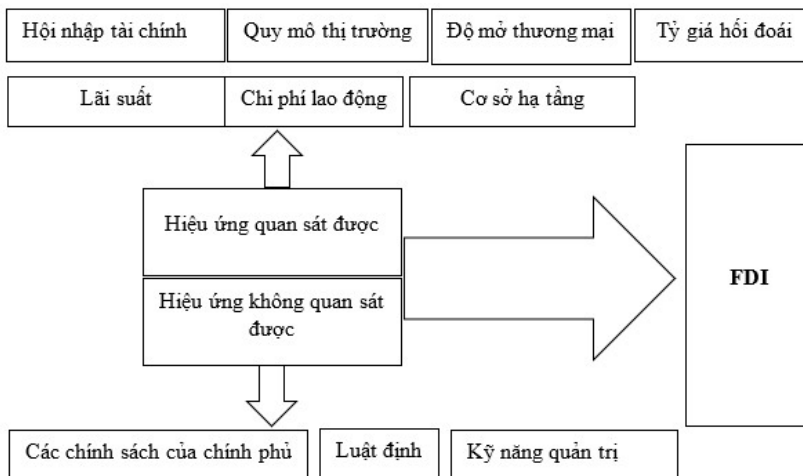 Hội nhập tài chính
Quy mô thị trường
Độ mở thương mại
Tỷ giá hối đoái
Lãi suất
Chi phí lao động
Cơ sở hạ tầng
Hiệu ứng quan sát được
Hiệu ứng không quan sát
được
FDI
Các chính sách của chính phủ
Luật định
Kỹ năng quản trị